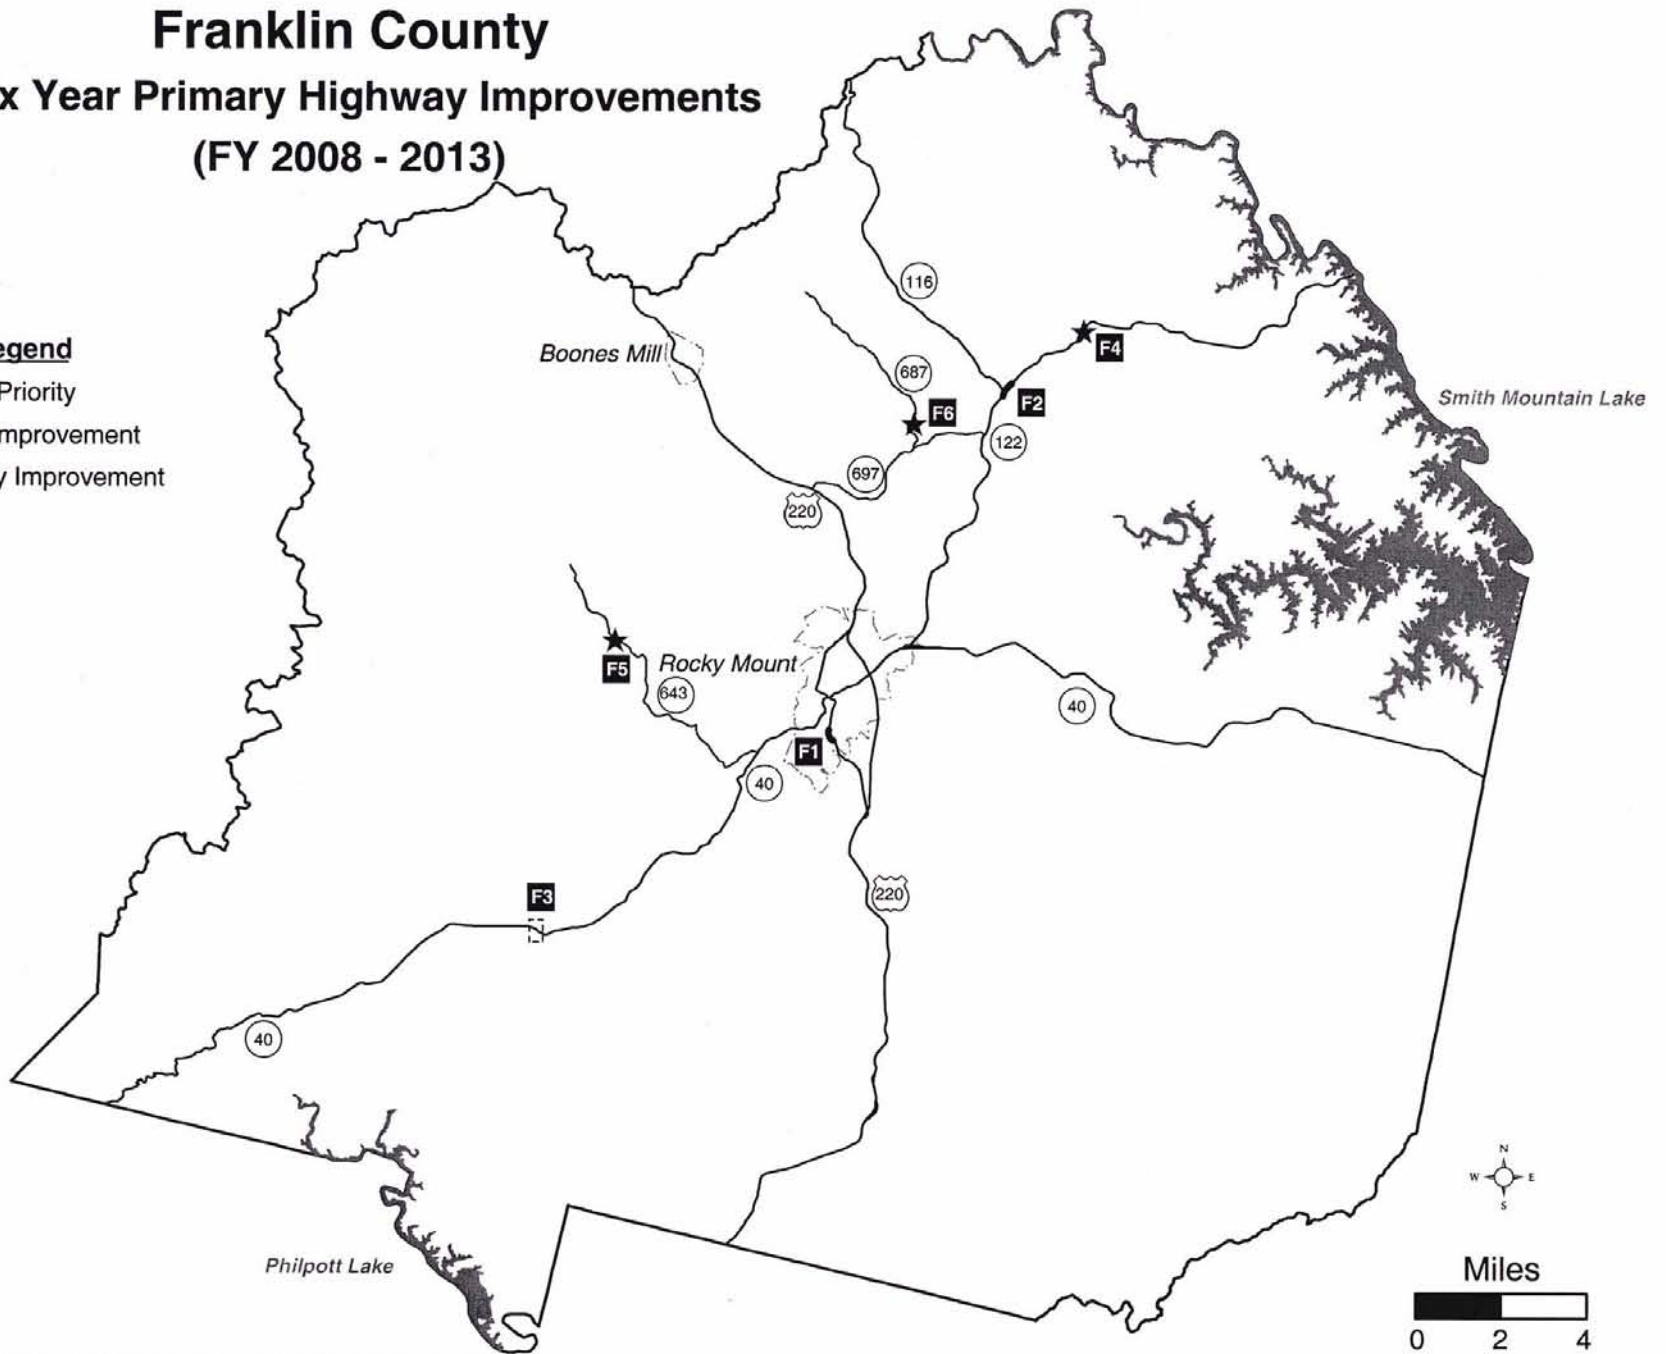 Franklin County
x Year Primary Highway Improvements
(FY 2008 - 2013)
egend
Priority
mprovement
y Improvement
116
Boones Mill
687
F4
F6
F2
Smith Mountain Lake
122
697
220
F5
Rocky Mount
643
40
F1
40
F3
220
40
N
W E
S
Philpott Lake
Miles
0 2 4